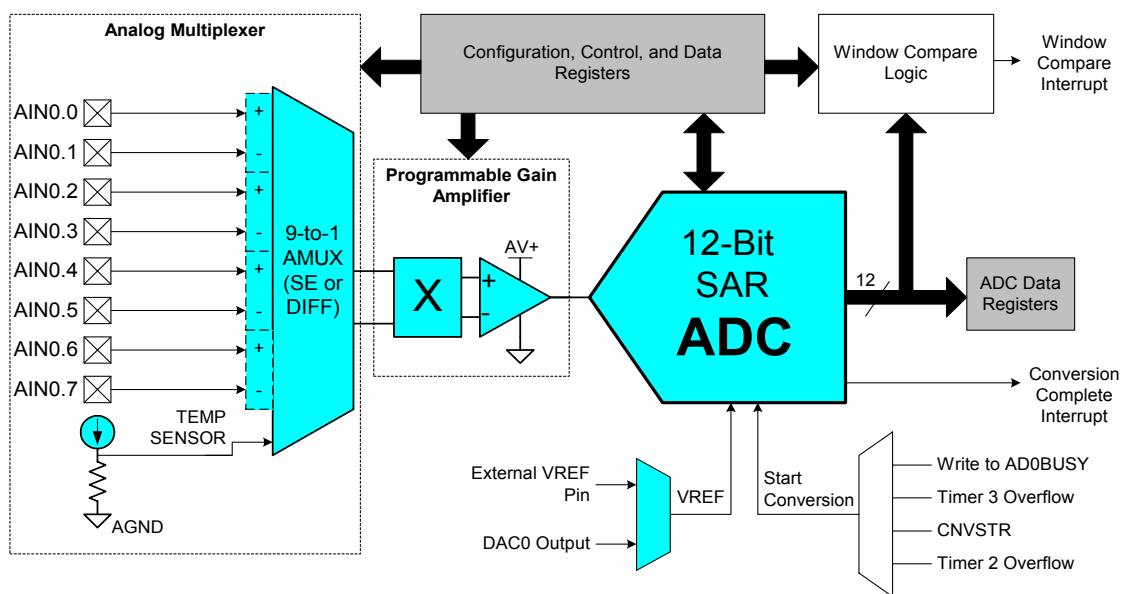 Analog Multiplexer
AIN0.0
AIN0.1
AIN0.2
AIN0.3
AIN0.4
AIN0.5
AIN0.6
AIN0.7
+
-
+
-
+
-
+
-
9-to-1
AMUX
(SE or
DIFF)
TEMP
SENSOR
AGND
Configuration, Control, and Data
Registers
Window Compare
Logic
Window
Compare
Interrupt
Programmable Gain
Amplifier
X
+
-
AV+
12-Bit
SAR
ADC
12
ADC Data
Registers
Conversion
Complete
Interrupt
External VREF
Pin
DAC0 Output
VREF
Start
Conversion
Write to AD0BUSY
Timer 3 Overflow
CNVSTR
Timer 2 Overflow